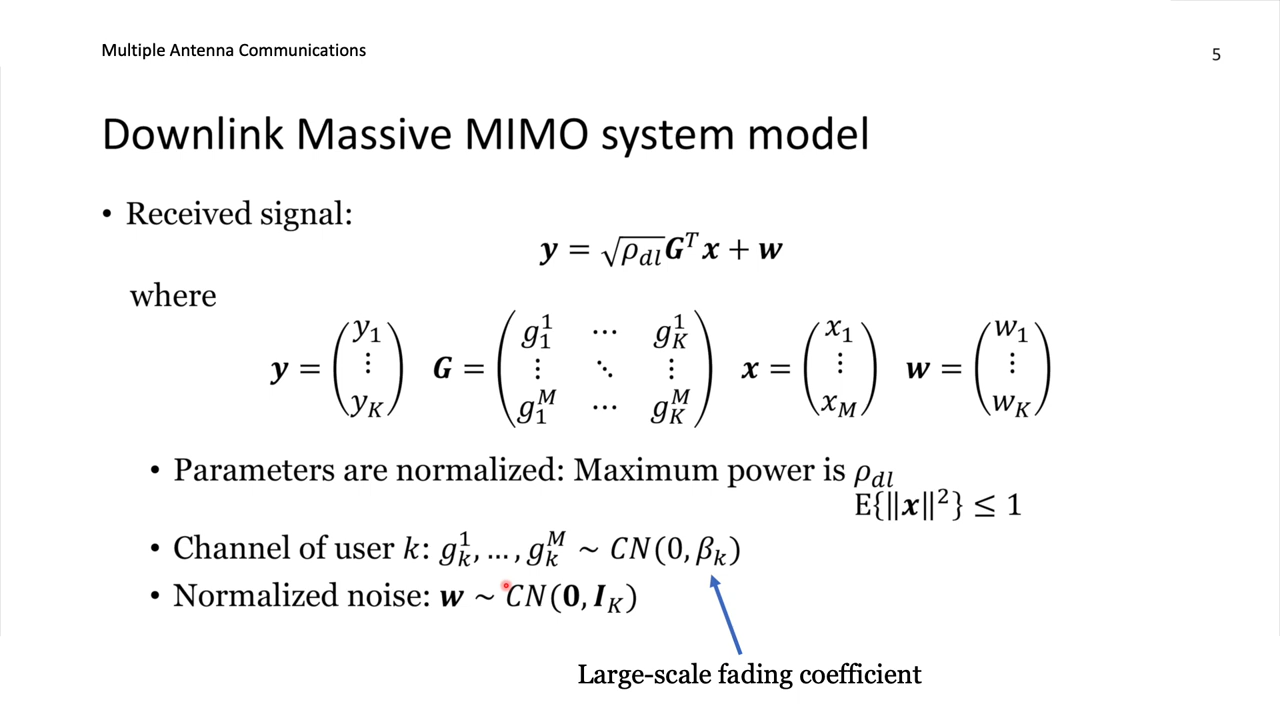 Multiple Antenna Communications
5
Downlink Massive MIMO system model
• Received signal:
𝒚 = √ρ_dl 𝑮^T 𝒙 + 𝒘
where
𝒚 = (y_1 ⋮ y_K) 𝑮 = (g_1^1 ⋯ g_K^1 ⋮ ⋱ ⋮ g_1^M ⋯ g_K^M) 𝒙 = (x_1 ⋮ x_M) 𝒘 = (w_1 ⋮ w_K)
• Parameters are normalized: Maximum power is ρ_dl
E{‖𝒙‖²} ≤ 1
• Channel of user k: g_k^1, … , g_k^M ~ CN(0, β_k)
• Normalized noise: 𝒘 ~ CN(𝟎, 𝑰_K)
Large-scale fading coefficient